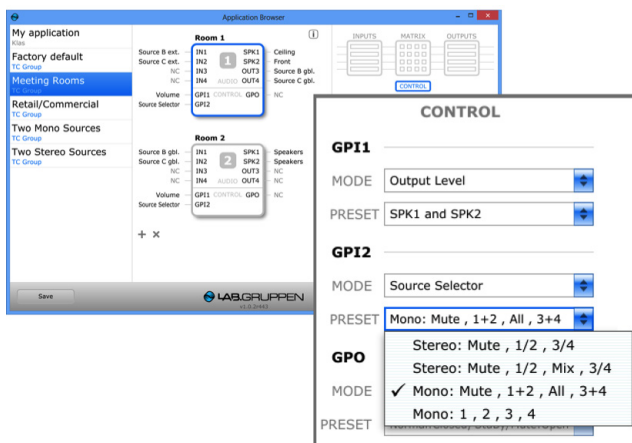 Application Browser
My application
Klas
Factory default
TC Group
Meeting Rooms
TC Group
Retail/Commercial
TC Group
Two Mono Sources
TC Group
Two Stereo Sources
TC Group
Room 1
i
Source B ext. IN1 SPK1 Ceiling
Source C ext. IN2 1 SPK2 Front
NC IN3 OUT3 Source B gbl.
NC IN4 AUDIO OUT4 Source C gbl.
Volume GPI1 CONTROL GPO NC
Source Selector GPI2
Room 2
Source B gbl. IN1 SPK1 Speakers
Source C gbl. IN2 2 SPK2 Speakers
NC IN3 OUT3 NC
NC IN4 AUDIO OUT4 NC
Volume GPI1 CONTROL GPO NC
Source Selector GPI2
+ ×
Save
LAB.GRUPPEN
INPUTS MATRIX OUTPUTS
CONTROL
CONTROL
GPI1
MODE Output Level
PRESET SPK1 and SPK2
GPI2
MODE Source Selector
PRESET Mono: Mute , 1+2 , All , 3+4
Stereo: Mute , 1/2 , 3/4
Stereo: Mute , 1/2 , Mix , 3/4
✓ Mono: Mute , 1+2 , All , 3+4
Mono: 1 , 2 , 3 , 4
GPO
MODE
PRESET